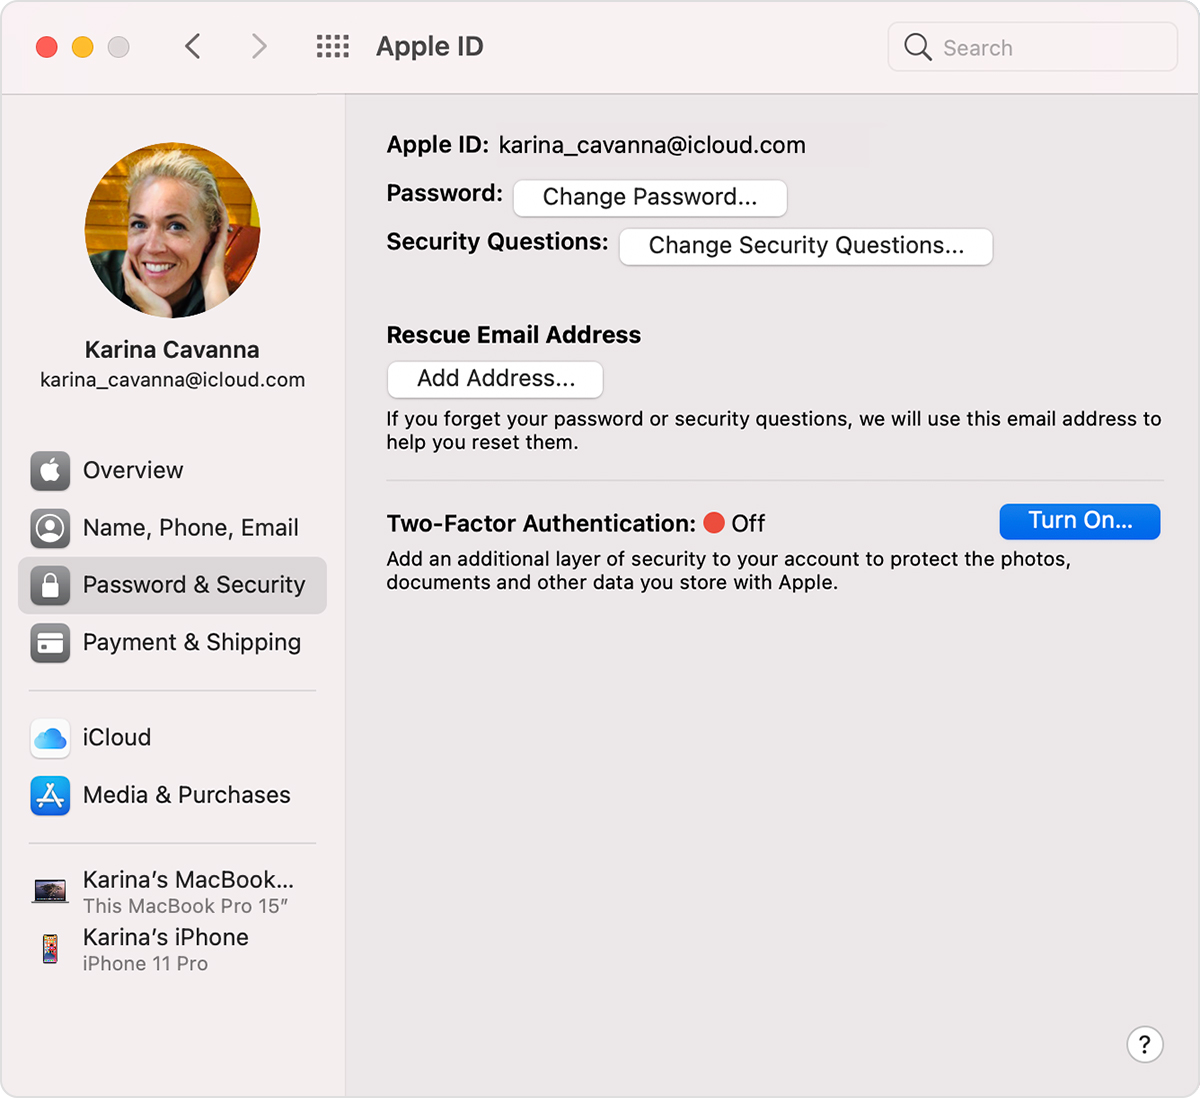 Apple ID
Search
Karina Cavanna
karina_cavanna@icloud.com
Overview
Name, Phone, Email
Password & Security
Payment & Shipping
iCloud
Media & Purchases
Karina’s MacBook...
This MacBook Pro 15”
Karina’s iPhone
iPhone 11 Pro
Apple ID: karina_cavanna@icloud.com
Password: Change Password...
Security Questions: Change Security Questions...
Rescue Email Address
Add Address...
If you forget your password or security questions, we will use this email address to
help you reset them.
Two-Factor Authentication: Off
Turn On...
Add an additional layer of security to your account to protect the photos,
documents and other data you store with Apple.
?